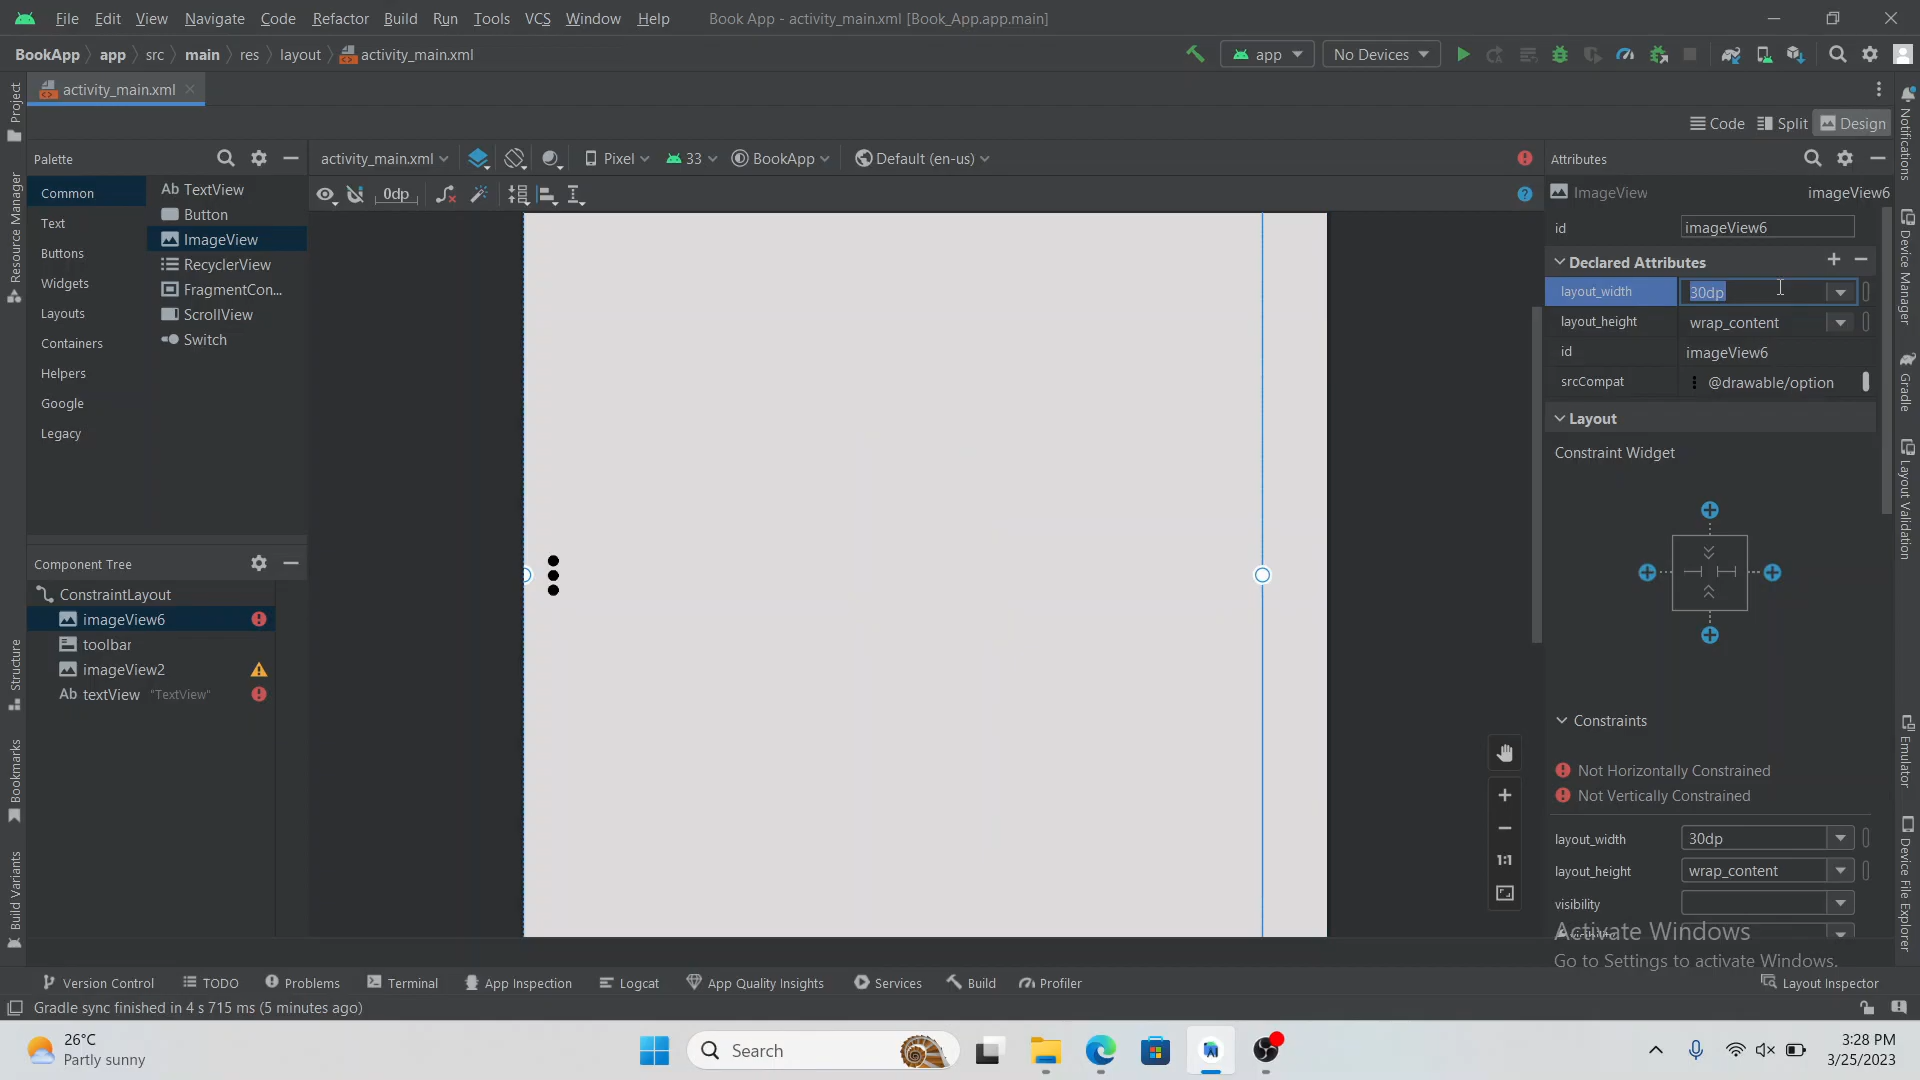 File Edit View Navigate Code Refactor Build Run Tools VCS Window Help Book App - activity_main.xml [Book_App.app.main]
BookApp app src main res layout activity_main.xml app No Devices
activity_main.xml
Code Split Design
Palette activity_main.xml Pixel 33 BookApp Default (en-us) Attributes
0dp
Common
Text
Buttons
Widgets
Layouts
Containers
Helpers
Google
Legacy
Ab TextView
Button
ImageView
RecyclerView
FragmentCon...
ScrollView
Switch
Component Tree
ConstraintLayout
imageView6
toolbar
imageView2
Ab textView "TextView"
1:1
ImageView imageView6
id imageView6
Declared Attributes
layout_width 30dp
layout_height wrap_content
id imageView6
srcCompat @drawable/option
Layout
Constraint Widget
Constraints
Not Horizontally Constrained
Not Vertically Constrained
layout_width 30dp
layout_height wrap_content
visibility
Activate Windows
Go to Settings to activate Windows.
Project
Resource Manager
Structure
Bookmarks
Build Variants
Notifications
Device Manager
Gradle
Layout Validation
Emulator
Device File Explorer
Version Control TODO Problems Terminal App Inspection Logcat App Quality Insights Services Build Profiler Layout Inspector
Gradle sync finished in 4 s 715 ms (5 minutes ago)
26°C
Partly sunny
Search
3:28 PM
3/25/2023